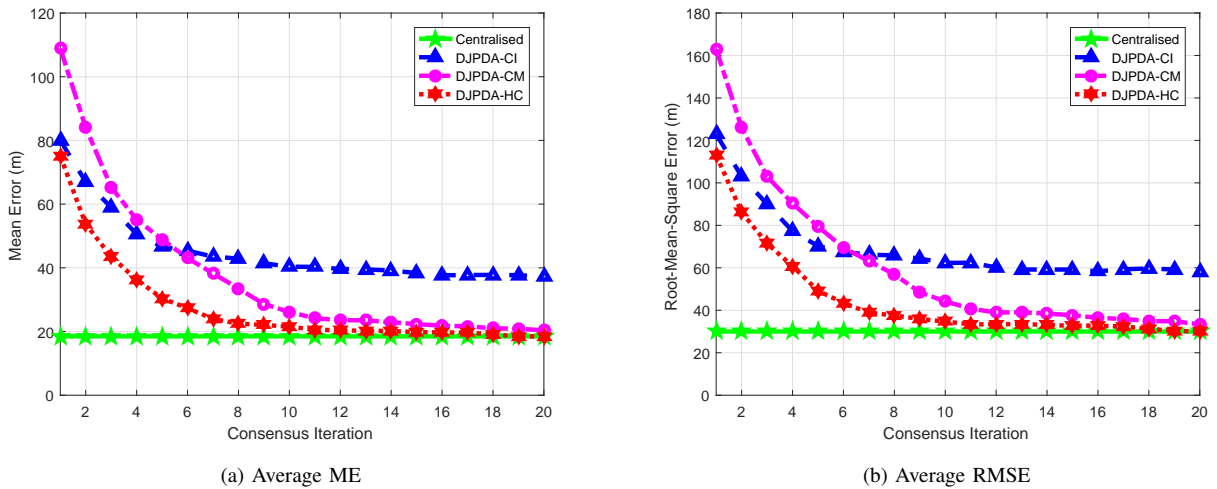 120
100
80
60
40
20
0
Mean Error (m)
2 4 6 8 10 12 14 16 18 20
Consensus Iteration
Centralised
DJPDA-CI
DJPDA-CM
DJPDA-HC
(a) Average ME
180
160
140
120
100
80
60
40
20
0
Root-Mean-Square Error (m)
2 4 6 8 10 12 14 16 18 20
Consensus Iteration
Centralised
DJPDA-CI
DJPDA-CM
DJPDA-HC
(b) Average RMSE